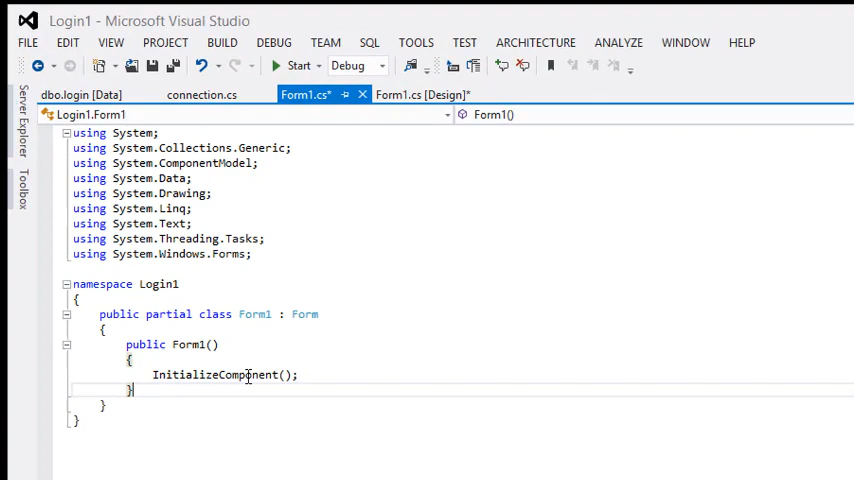 Login1 - Microsoft Visual Studio
FILE EDIT VIEW PROJECT BUILD DEBUG TEAM SQL TOOLS TEST ARCHITECTURE ANALYZE WINDOW HELP
Start Debug
dbo.login [Data] connection.cs Form1.cs* Form1.cs [Design]*
Login1.Form1 Form1()
Server Explorer
Toolbox
using System;
using System.Collections.Generic;
using System.ComponentModel;
using System.Data;
using System.Drawing;
using System.Linq;
using System.Text;
using System.Threading.Tasks;
using System.Windows.Forms;
namespace Login1
{
public partial class Form1 : Form
{
public Form1()
{
InitializeComponent();
}
}
}